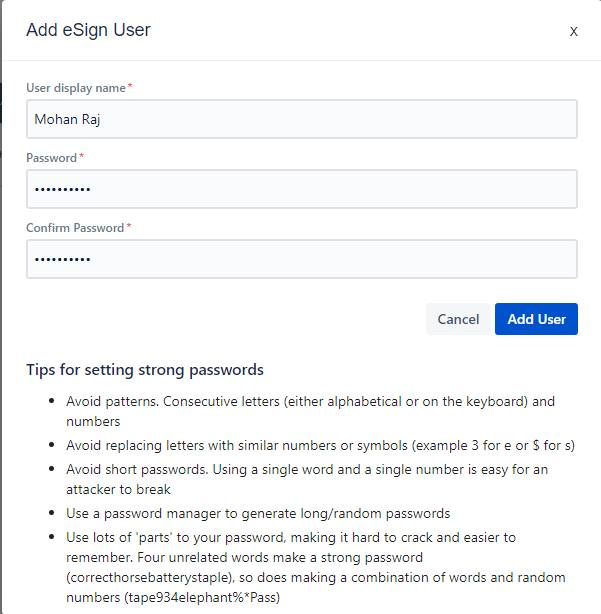 Add eSign User
X
User display name*
Mohan Raj
Password*
••••••••••
Confirm Password*
••••••••••
Cancel Add User
Tips for setting strong passwords
• Avoid patterns. Consecutive letters (either alphabetical or on the keyboard) and
numbers
• Avoid replacing letters with similar numbers or symbols (example 3 for e or $ for s)
• Avoid short passwords. Using a single word and a single number is easy for an
attacker to break
• Use a password manager to generate long/random passwords
• Use lots of 'parts' to your password, making it hard to crack and easier to
remember. Four unrelated words make a strong password
(correcthorsebatterystaple), so does making a combination of words and random
numbers (tape934elephant%*Pass)